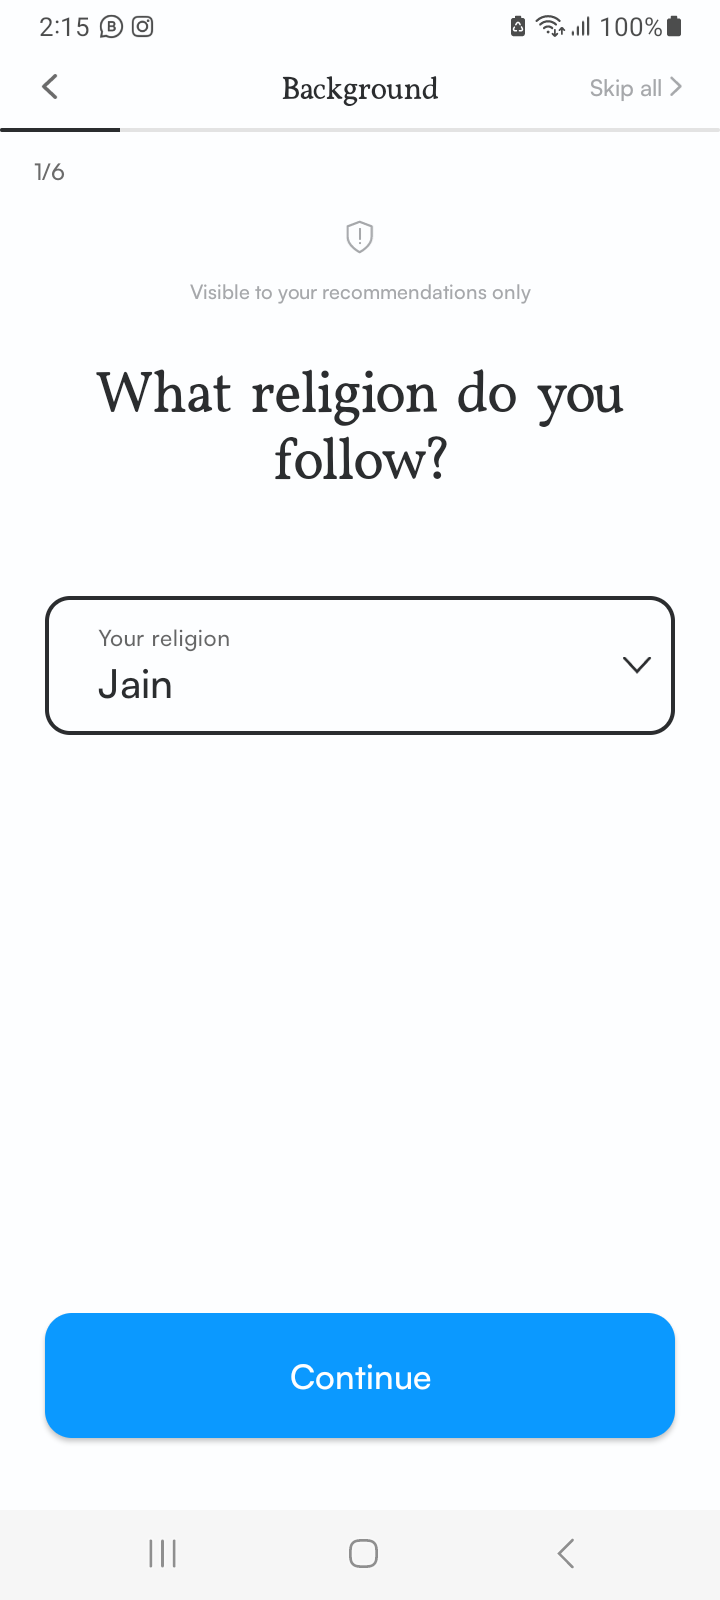 2:15 100%
Background Skip all
1/6
Visible to your recommendations only
What religion do you
follow?
Your religion
Jain
Continue